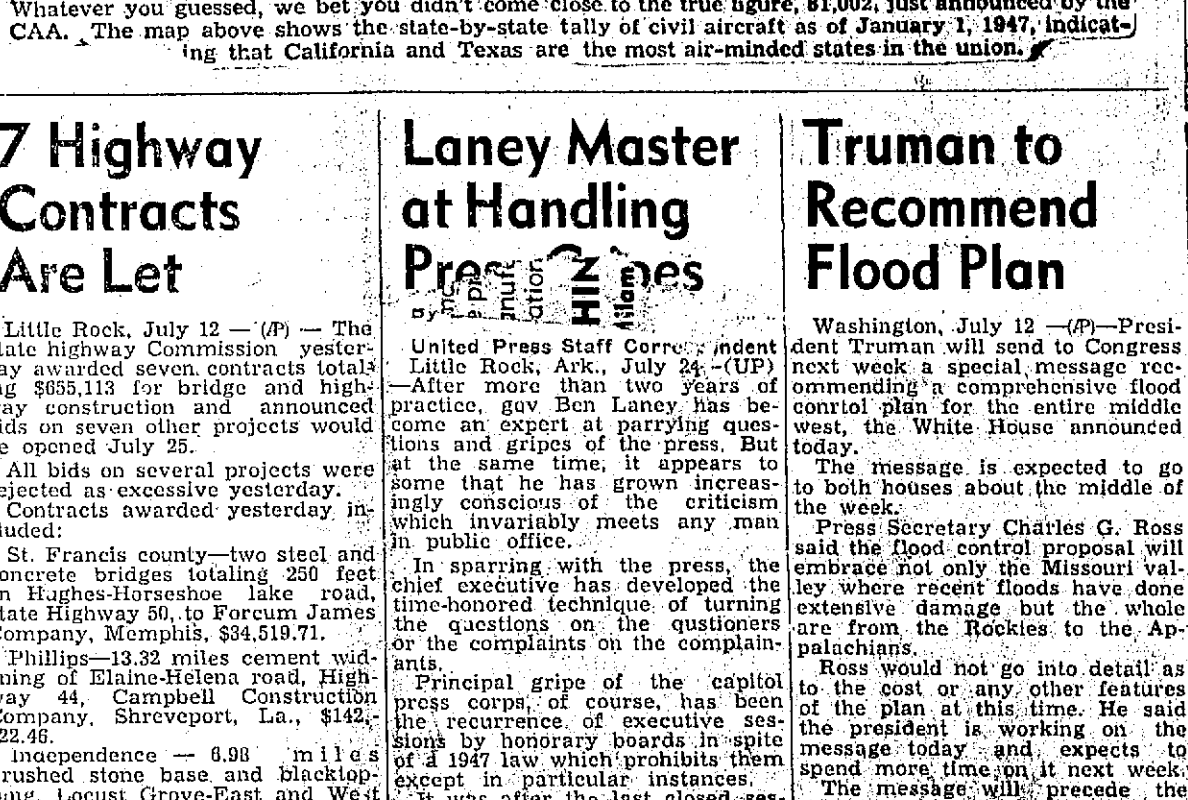 Whatever you guessed, we bet you didn't come close to the true figure, 81,002, just announced by the
CAA. The map above shows the state-by-state tally of civil aircraft as of January 1, 1947, indicat-
ing that California and Texas are the most air-minded states in the union.
7 Highway
Contracts
Are Let
Little Rock, July 12 — (/P) — The
tate highway Commission yester-
ay awarded seven contracts total-
ng $655,113 for bridge and high-
ay construction and announced
ids on seven other projects would
e opened July 25.
All bids on several projects were
ejected as excessive yesterday.
Contracts awarded yesterday in-
luded:
St. Francis county—two steel and
oncrete bridges totaling 250 feet
n Hughes-Horseshoe lake road,
tate Highway 50, to Forcum James
Company, Memphis, $34,519.71.
Phillips—13.32 miles cement wid-
ning of Elaine-Helena road, High-
way 44, Campbell Construction
Company, Shreveport, La., $142,-
22.46.
Independence — 6.98 miles
rushed stone base and blacktop-
Locust Grove-East and West
Laney Master
at Handling
United Press Staff Correspondent
Little Rock, Ark., July 24 -(UP)
—After more than two years of
practice, guv Ben Laney has be-
come an expert at parrying ques-
tions and gripes of the press. But
at the same time, it appears to
some that he has grown increas-
ingly conscious of the criticism
which invariably meets any man
in public office.
In sparring with the press, the
chief executive has developed the
time-honored technique of turning
the questions on the qustioners
or the complaints on the complain-
ants.
Principal gripe of the capitol
press corps, of course, has been
the recurrence of executive ses-
sions by honorary boards in spite
of a 1947 law which prohibits them
except in particular instances.
It was after the last closed ses-
Truman to
Recommend
Flood Plan
Washington, July 12 —(/P)—Presi-
dent Truman will send to Congress
next week a special message rec-
ommending a comprehensive flood
conrtol plan for the entire middle
west, the White House announced
today.
The message is expected to go
to both houses about the middle of
the week.
Press Secretary Charles G. Ross
said the flood control proposal will
embrace not only the Missouri val-
ley where recent floods have done
extensive damage but the whole
are from the Rockies to the Ap-
palachians.
Ross would not go into detail as
to the cost or any other features
of the plan at this time. He said
the president is working on the
message today and expects to
spend more time on it next week.
The message will precede the